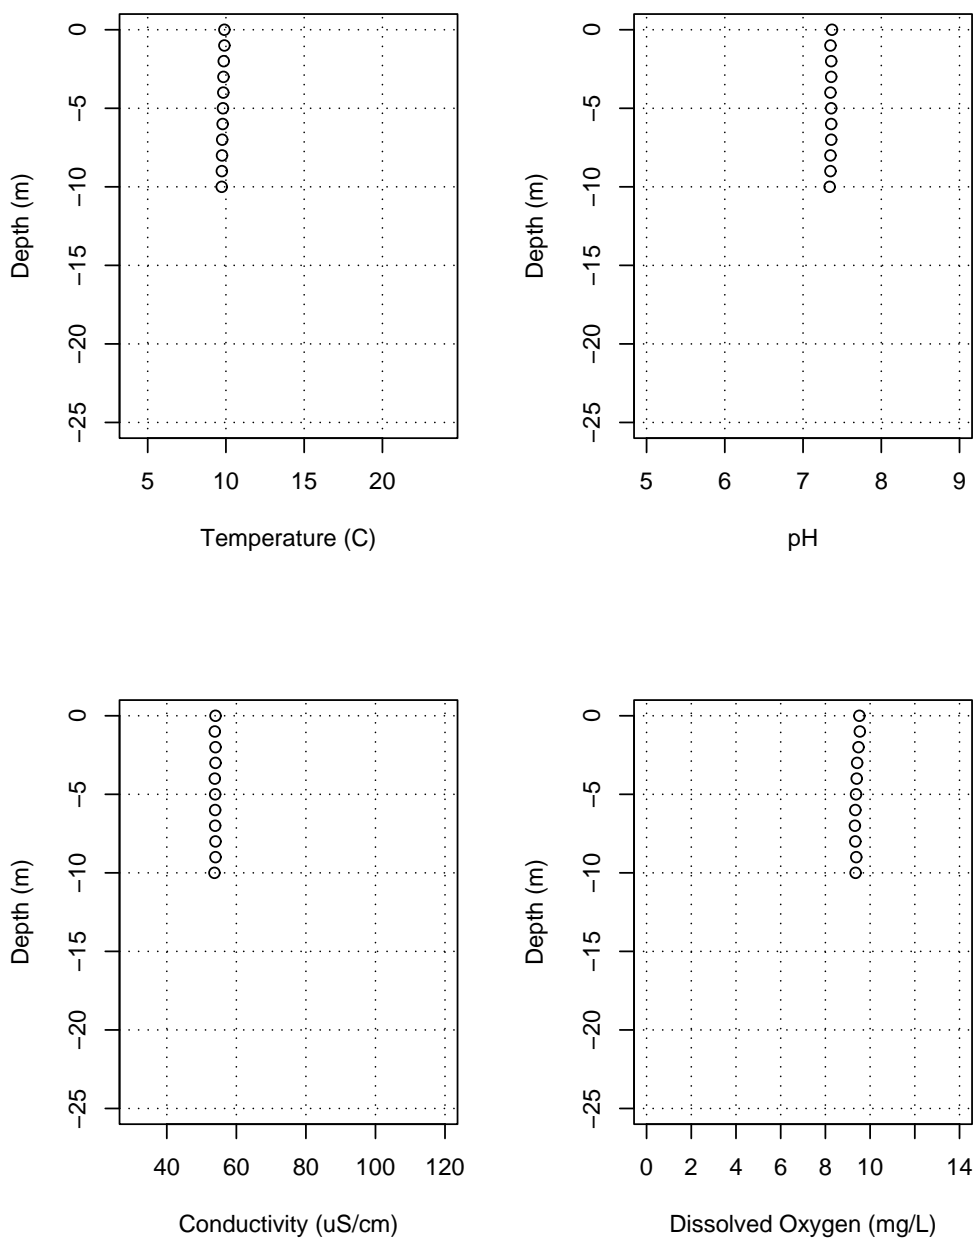 0
−5
−10
−15
−20
−25
Depth (m)
5 10 15 20
Temperature (C)
0
−5
−10
−15
−20
−25
Depth (m)
5 6 7 8 9
pH
0
−5
−10
−15
−20
−25
Depth (m)
40 60 80 100 120
Conductivity (uS/cm)
0
−5
−10
−15
−20
−25
Depth (m)
0 2 4 6 8 10 14
Dissolved Oxygen (mg/L)